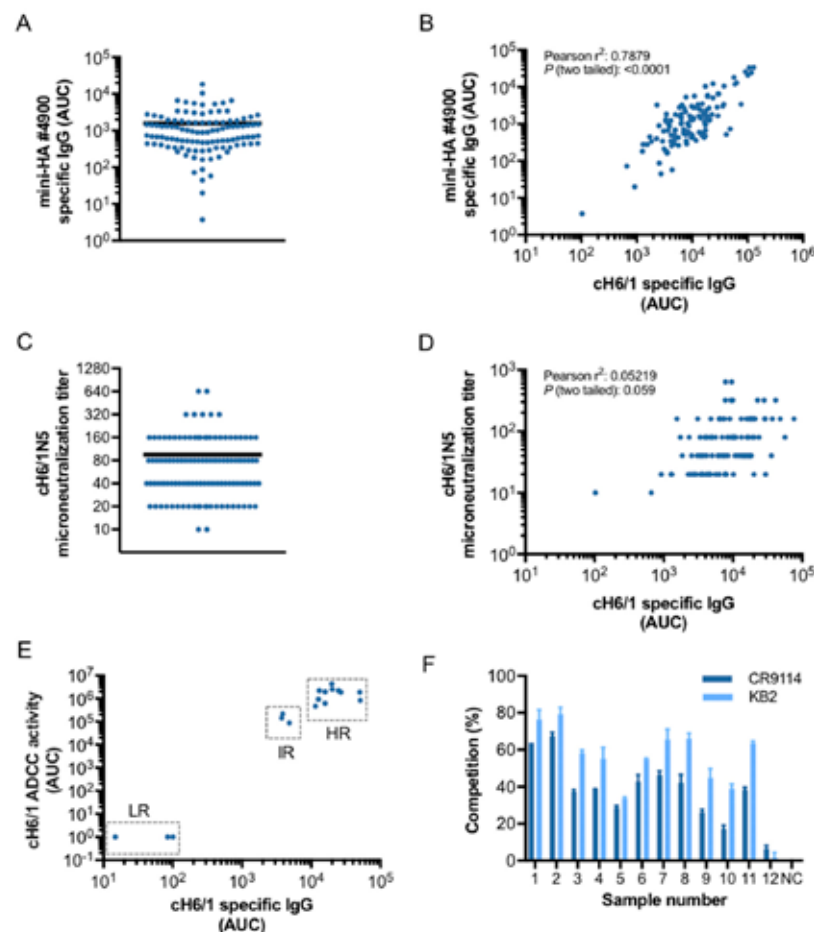 A
mini-HA #4900
specific IgG (AUC)
10⁵
10⁴
10³
10²
10¹
10⁰
B
Pearson r²: 0.7879
P (two tailed): <0.0001
mini-HA #4900
specific IgG (AUC)
10⁵
10⁴
10³
10²
10¹
10⁰
10¹ 10² 10³ 10⁴ 10⁵ 10⁶
cH6/1 specific IgG
(AUC)
C
cH6/1N5
microneutralization titer
1280
640
320
160
80
40
20
10
D
Pearson r²: 0.05219
P (two tailed): 0.059
cH6/1N5
microneutralization titer
10³
10²
10¹
10⁰
10¹ 10² 10³ 10⁴ 10⁵
cH6/1 specific IgG
(AUC)
E
cH6/1 ADCC activity
(AUC)
10⁷
10⁶
10⁵
10⁴
10³
10²
10¹
10⁰
10⁻¹
LR
IR
HR
10¹ 10² 10³ 10⁴ 10⁵
cH6/1 specific IgG
(AUC)
F
CR9114
KB2
Competition (%)
100
80
60
40
20
0
1 2 3 4 5 6 7 8 9 10 11 12 NC
Sample number